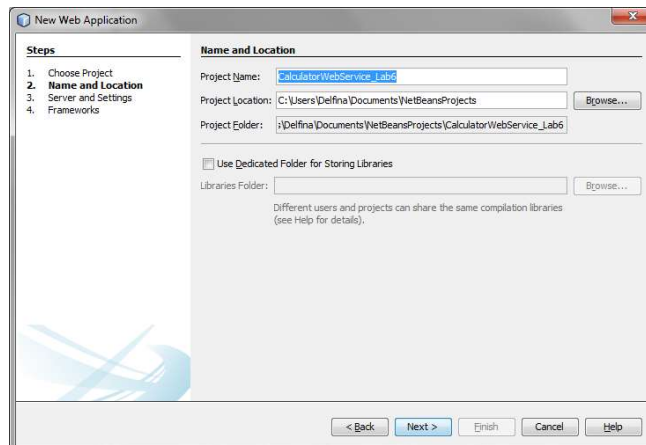 New Web Application
Steps
1. Choose Project
2. Name and Location
3. Server and Settings
4. Frameworks
Name and Location
Project Name: CalculatorWebService_Lab6
Project Location: C:\Users\Delfina\Documents\NetBeansProjects Browse...
Project Folder: ;\Delfina\Documents\NetBeansProjects\CalculatorWebService_Lab6
Use Dedicated Folder for Storing Libraries
Libraries Folder: Browse...
Different users and projects can share the same compilation libraries
(see Help for details).
< Back Next > Finish Cancel Help